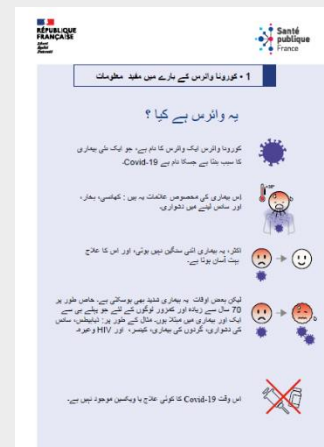 RÉPUBLIQUE
FRANÇAISE
Liberté
Égalité
Fraternité
Santé
publique
France
1 - کورونا وائرس کے بارے میں مفید معلومات
یہ وائرس ہے کیا ؟
کورونا وائرس ایک وائرس کا نام ہے، جو ایک نئی بیماری
کا سبب بنتا ہے جسکا نام ہے Covid-19.
اِس بیماری کی مخصوص علامات یہ ہیں : کھانسی، بخار،
اور سانس لینے میں دشواری.
اکثر، یہ بیماری اتنی سنگین نہیں ہوتی، اور اس کا علاج
بہت آسان ہوتا ہے.
لیکن بعض اوقات یہ بیماری شدید بھی ہوسکتی ہے. خاص طور پر
70 سال سے زیادہ اور کمزور لوگوں کے لئے جو پہلے ہی سے
ایک اور بیماری میں مبتلا ہوں. مثال کے طور پر: ذیابیطس، سانس
کی دشواری، گردوں کی بیماری، کینسر، اور HIV وغیرہ.
اس وقت Covid-19 کا کوئی علاج یا ویکسین موجود نہیں ہے.